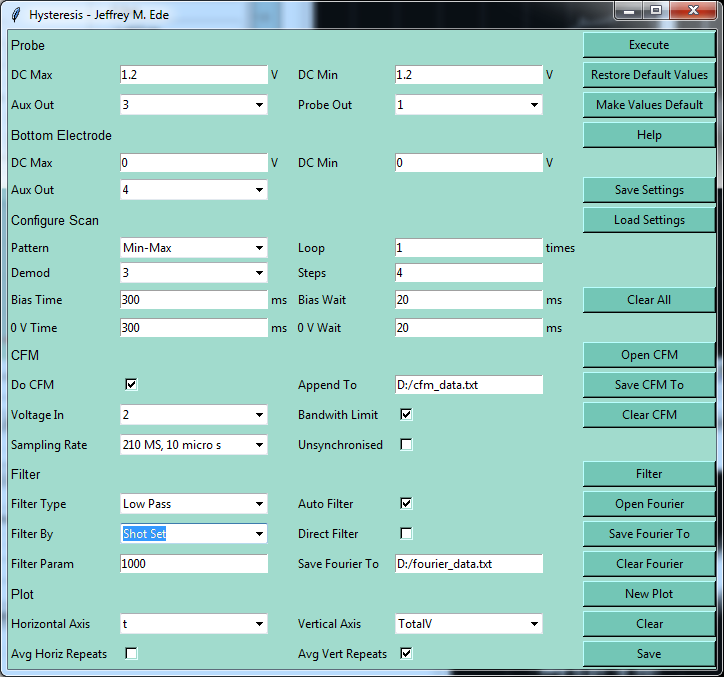 Hysteresis - Jeffrey M. Ede
Probe Execute
DC Max 1.2 V DC Min 1.2 V Restore Default Values
Aux Out 3 Probe Out 1 Make Values Default
Bottom Electrode Help
DC Max 0 V DC Min 0 V
Aux Out 4 Save Settings
Configure Scan Load Settings
Pattern Min-Max Loop 1 times
Demod 3 Steps 4
Bias Time 300 ms Bias Wait 20 ms Clear All
0 V Time 300 ms 0 V Wait 20 ms
CFM Open CFM
Do CFM Append To D:/cfm_data.txt Save CFM To
Voltage In 2 Bandwith Limit Clear CFM
Sampling Rate 210 MS, 10 micro s Unsynchronised
Filter Filter
Filter Type Low Pass Auto Filter Open Fourier
Filter By Shot Set Direct Filter Save Fourier To
Filter Param 1000 Save Fourier To D:/fourier_data.txt Clear Fourier
Plot New Plot
Horizontal Axis t Vertical Axis TotalV Clear
Avg Horiz Repeats Avg Vert Repeats Save